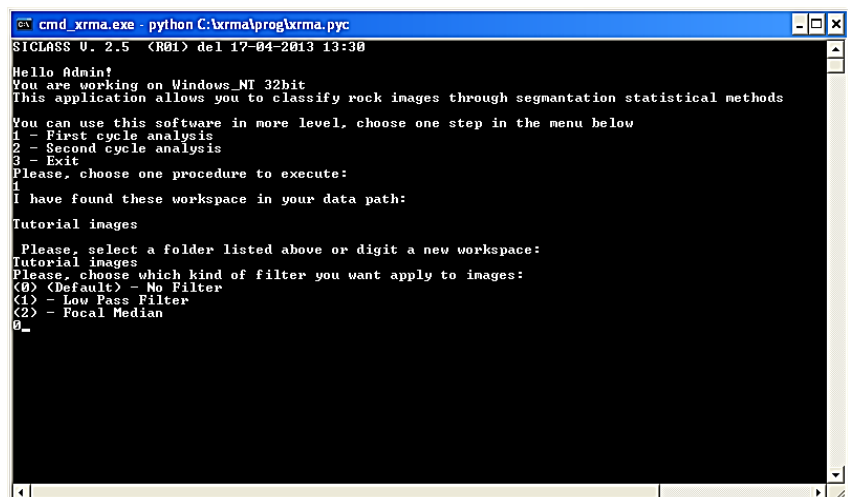 cmd_xrma.exe - python C:\xrma\prog\xrma.pyc
SICLASS V. 2.5 (R01) del 17-04-2013 13:30
Hello Admin!
You are working on Windows_NT 32bit
This application allows you to classify rock images through segmantation statistical methods
You can use this software in more level, choose one step in the menu below
1 - First cycle analysis
2 - Second cycle analysis
3 - Exit
Please, choose one procedure to execute:
1
I have found these workspace in your data path:
Tutorial images
Please, select a folder listed above or digit a new workspace:
Tutorial images
Please, choose which kind of filter you want apply to images:
(0) (Default) - No Filter
(1) - Low Pass Filter
(2) - Focal Median
0_